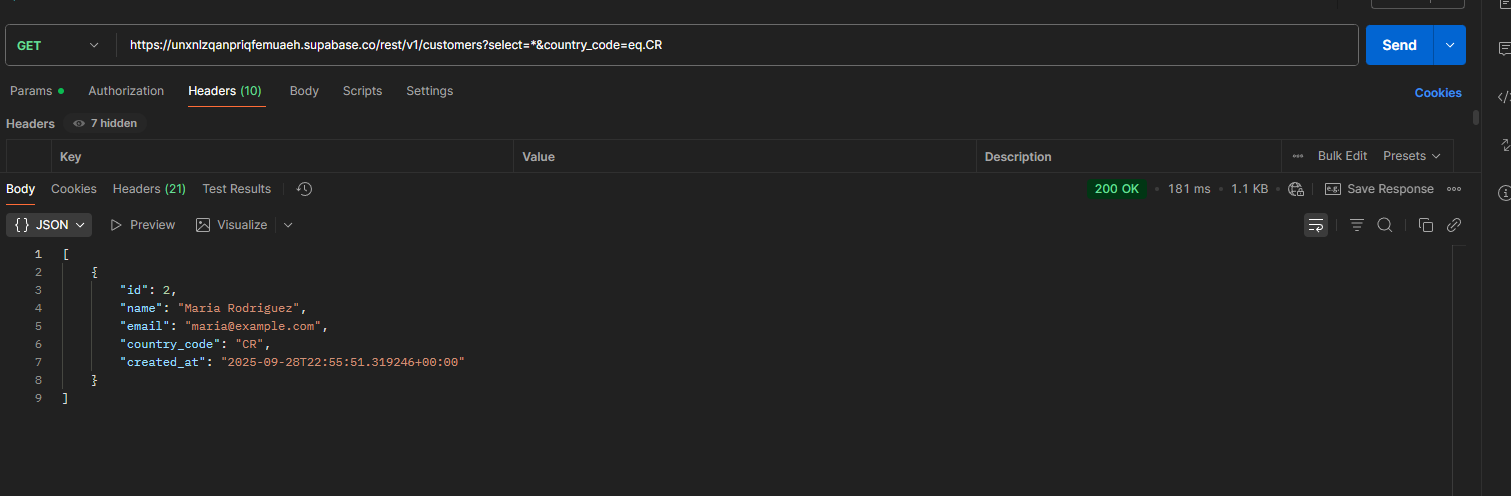 GET https://unxnlzqanpriqfemuaeh.supabase.co/rest/v1/customers?select=*&country_code=eq.CR Send
Params Authorization Headers (10) Body Scripts Settings Cookies
Headers 7 hidden
Key Value Description Bulk Edit Presets
Body Cookies Headers (21) Test Results 200 OK 181 ms 1.1 KB e.g. Save Response
{} JSON Preview Visualize
1 [
2 {
3 "id": 2,
4 "name": "Maria Rodriguez",
5 "email": "maria@example.com",
6 "country_code": "CR",
7 "created_at": "2025-09-28T22:55:51.319246+00:00"
8 }
9 ]